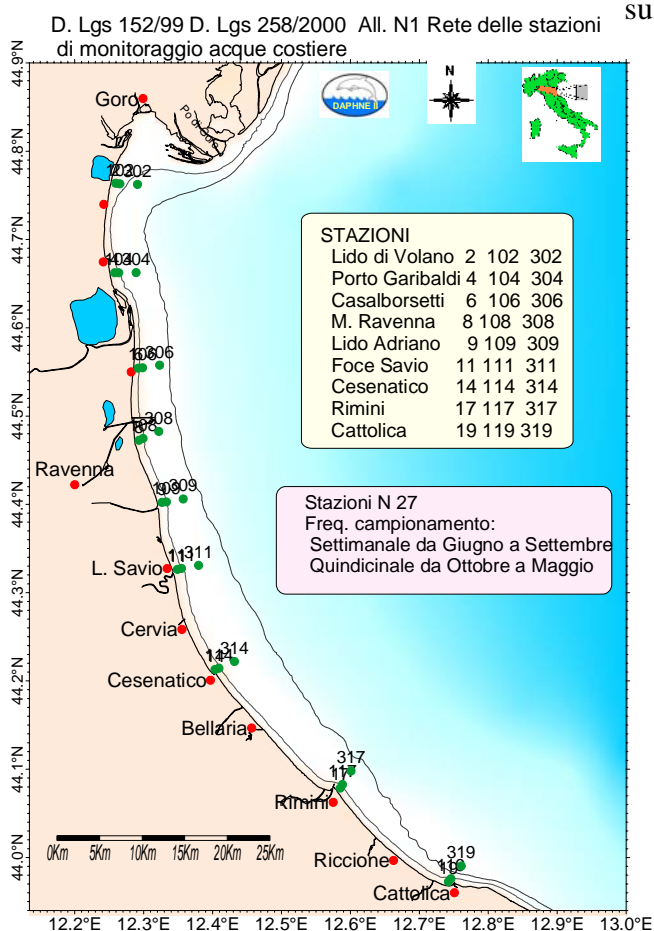 su
D. Lgs 152/99 D. Lgs 258/2000 All. N1 Rete delle stazioni
di monitoraggio acque costiere
44.9°N
44.8°N
44.7°N
44.6°N
44.5°N
44.4°N
44.3°N
44.2°N
44.1°N
44.0°N
N
DAPHNE II
Goro
302
304
306
308
309
311
314
317
319
STAZIONI
Lido di Volano 2 102 302
Porto Garibaldi 4 104 304
Casalborsetti 6 106 306
M. Ravenna 8 108 308
Lido Adriano 9 109 309
Foce Savio 11 111 311
Cesenatico 14 114 314
Rimini 17 117 317
Cattolica 19 119 319
Stazioni N 27
Freq. campionamento:
Settimanale da Giugno a Settembre
Quindicinale da Ottobre a Maggio
Ravenna
L. Savio
Cervia
Cesenatico
Bellaria
Rimini
Riccione
Cattolica
0Km 5Km 10Km 15Km 20Km 25Km
12.2°E 12.3°E 12.4°E 12.5°E 12.6°E 12.7°E 12.8°E 12.9°E 13.0°E